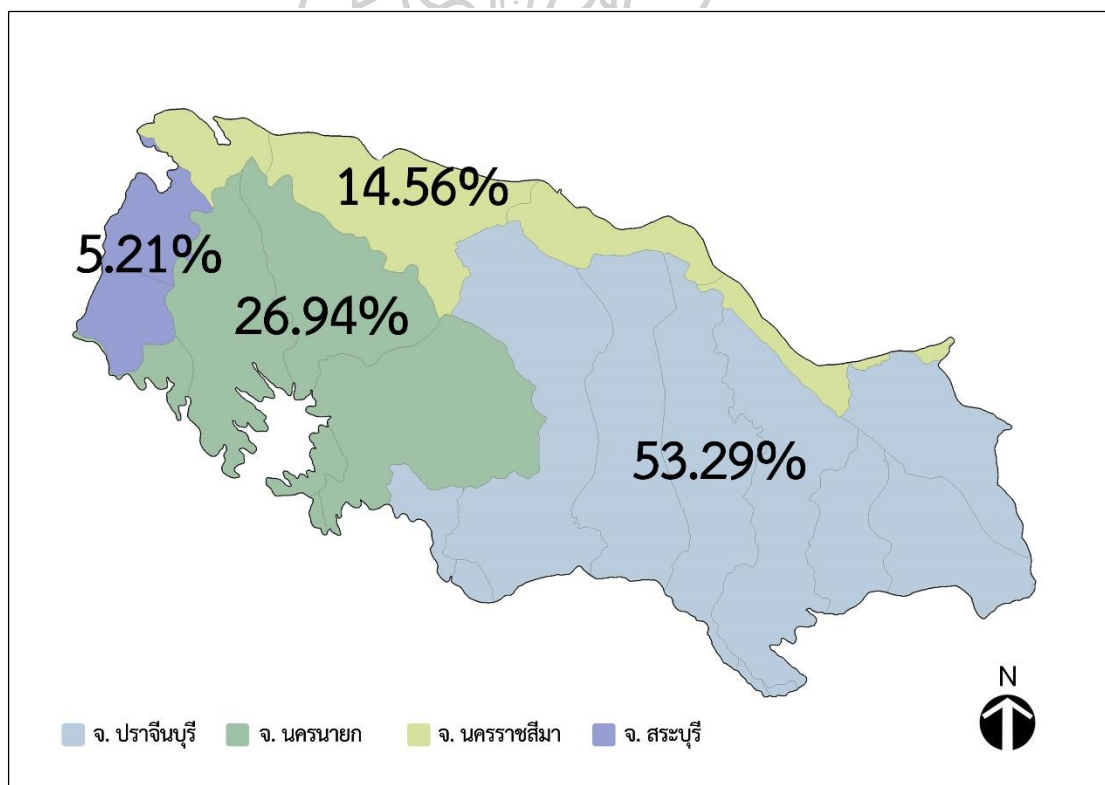 14.56%
5.21%
26.94%
53.29%
N
จ. ปราจีนบุรี จ. นครนายก จ. นครราชสีมา จ. สระบุรี